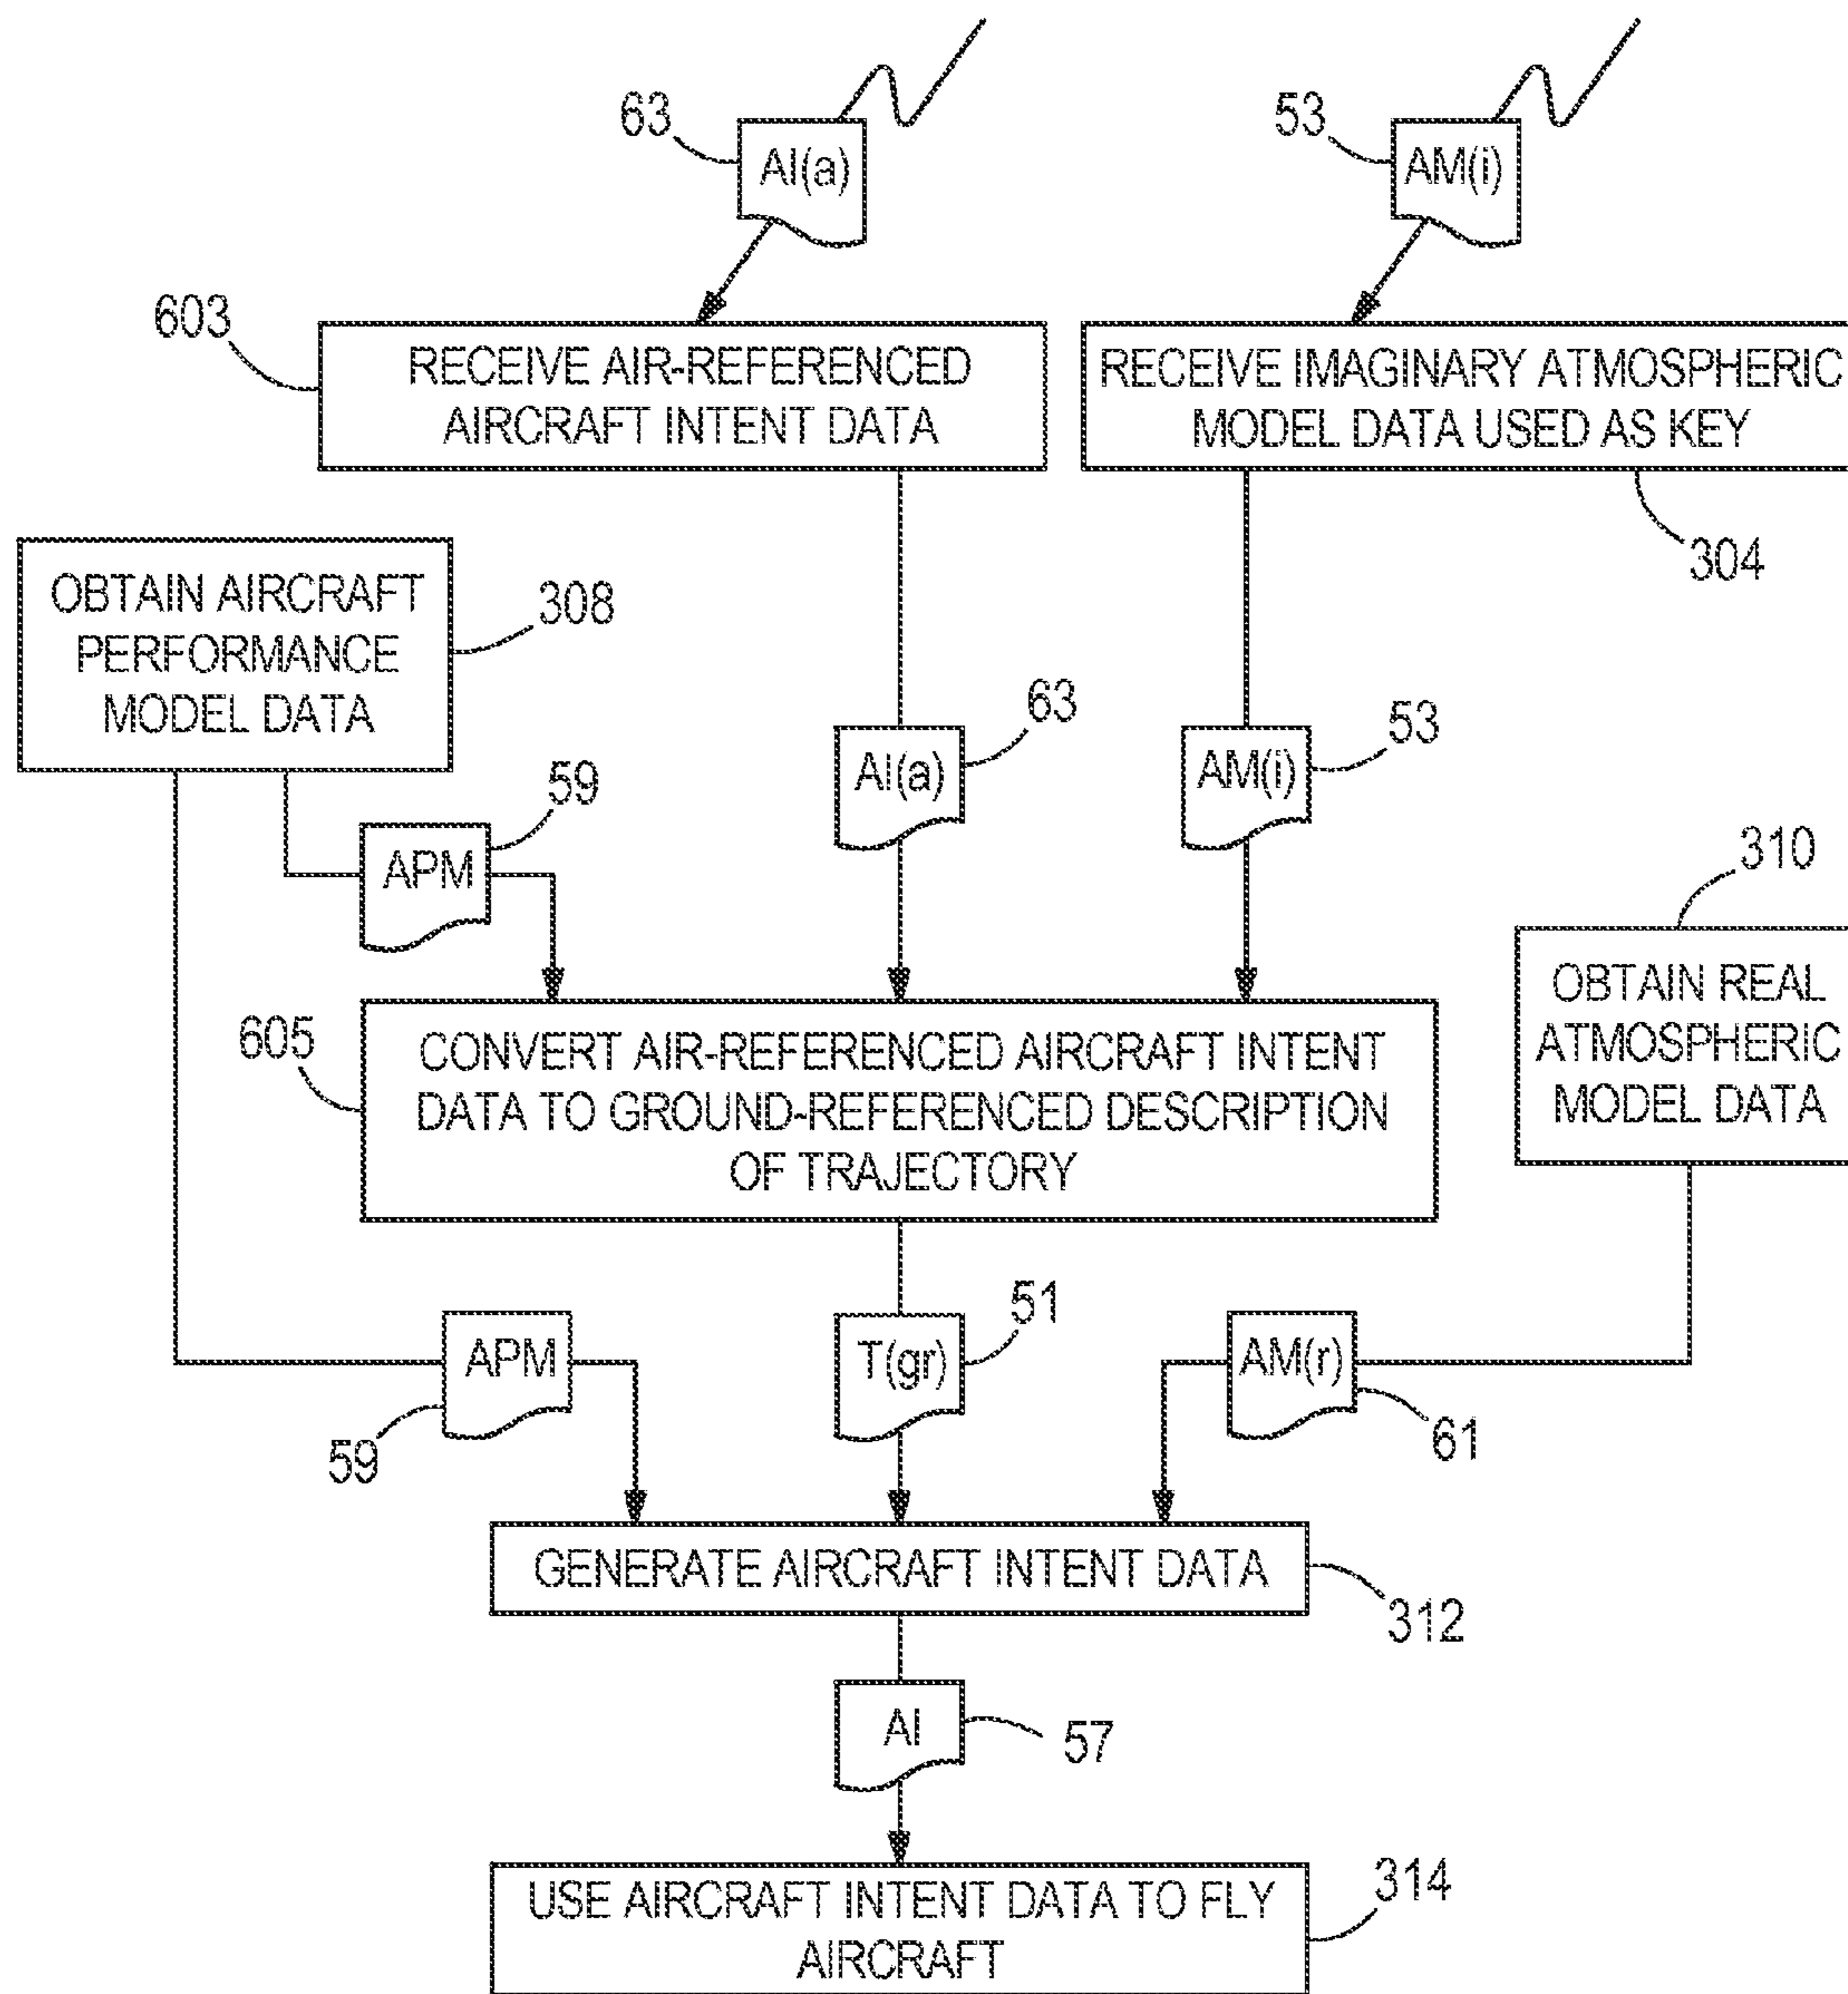 63
AI(a)
53
AM(i)
603
RECEIVE AIR-REFERENCED
AIRCRAFT INTENT DATA
RECEIVE IMAGINARY ATMOSPHERIC
MODEL DATA USED AS KEY
304
OBTAIN AIRCRAFT
PERFORMANCE
MODEL DATA
308
63
AI(a)
53
AM(i)
59
APM
310
OBTAIN REAL
ATMOSPHERIC
MODEL DATA
605
CONVERT AIR-REFERENCED AIRCRAFT INTENT
DATA TO GROUND-REFERENCED DESCRIPTION
OF TRAJECTORY
APM
59
51
T(gr)
AM(r)
61
GENERATE AIRCRAFT INTENT DATA
312
AI
57
USE AIRCRAFT INTENT DATA TO FLY
AIRCRAFT
314